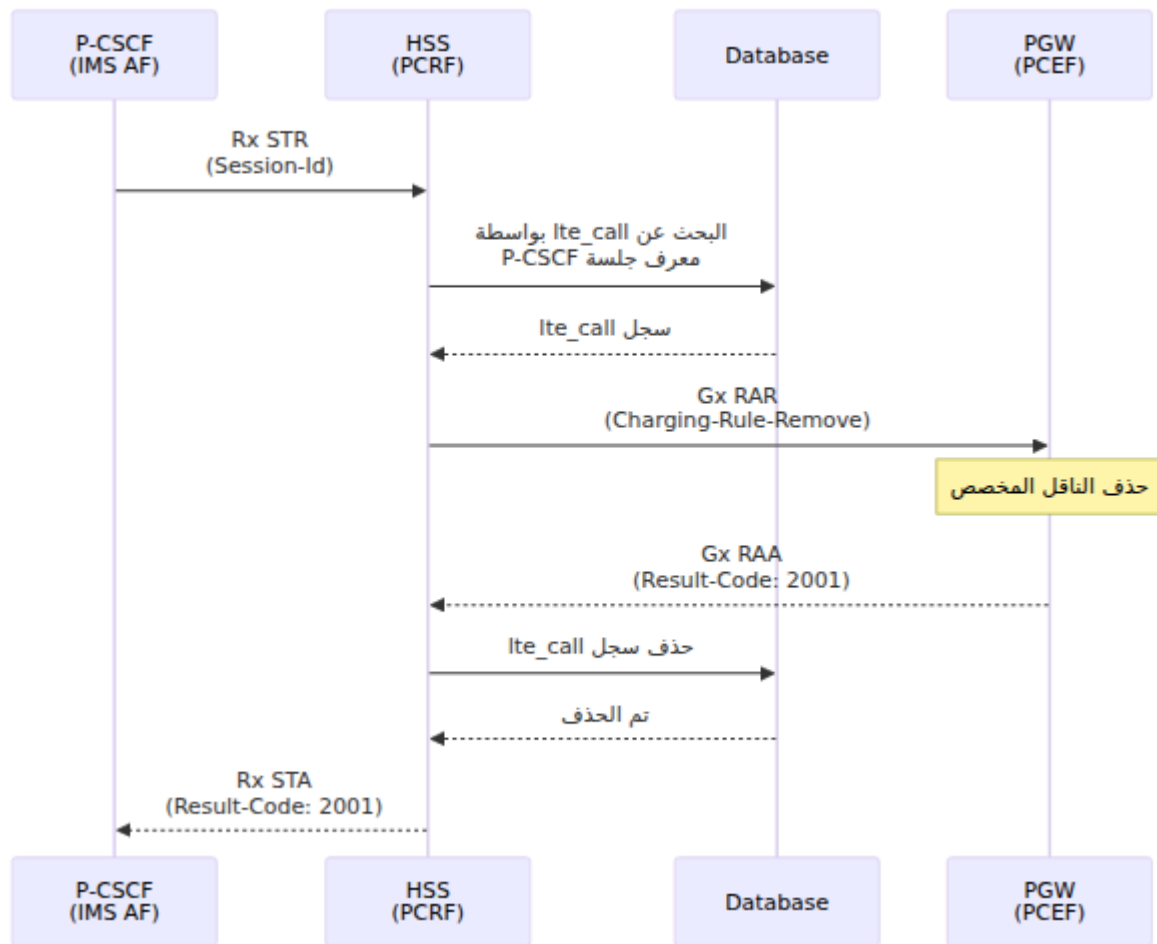 P-CSCF
(IMS AF)
HSS
(PCRF)
Database
PGW
(PCEF)
Rx STR
(Session-Id)
البحث عن lte_call بواسطة
معرف جلسة P-CSCF
سجل lte_call
Gx RAR
(Charging-Rule-Remove)
حذف الناقل المخصص
Gx RAA
(Result-Code: 2001)
حذف سجل lte_call
تم الحذف
Rx STA
(Result-Code: 2001)
P-CSCF
(IMS AF)
HSS
(PCRF)
Database
PGW
(PCEF)